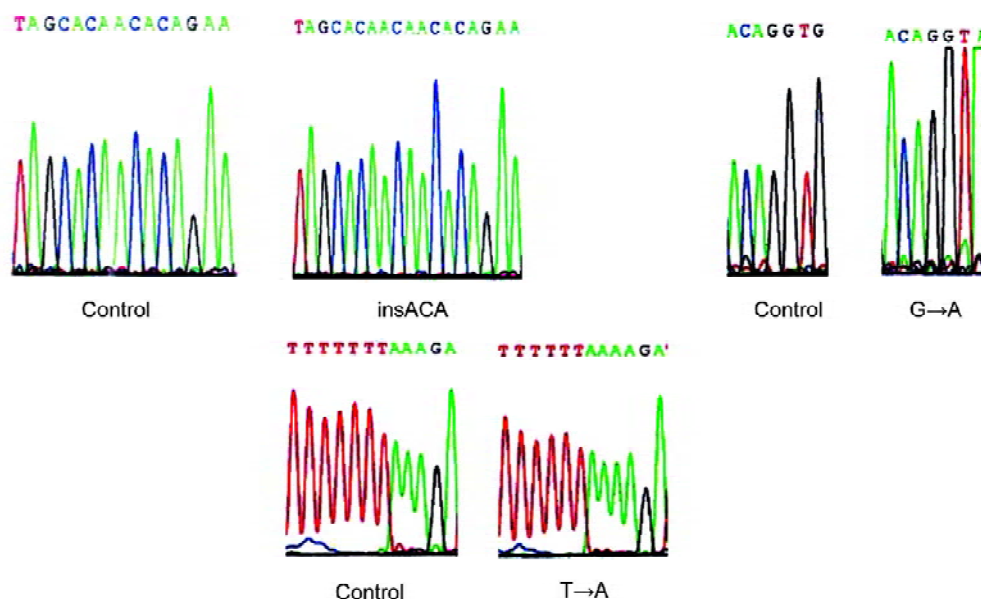 TAGCACAACACAGAA
TAGCACAACAACACAGAA
ACAGGTG
ACAGGTA
Control
insACA
Control
G→A
TTTTTTTAAAGA
TTTTTTAAAAGA
Control
T→A